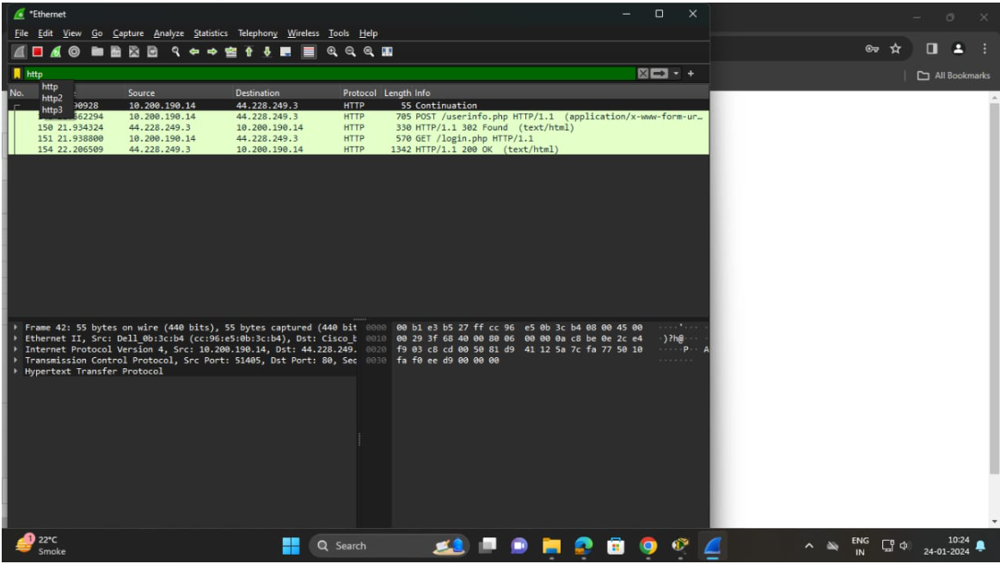 *Ethernet
File Edit View Go Capture Analyze Statistics Telephony Wireless Tools Help
All Bookmarks
http
http
http2
http3
No. Source Destination Protocol Length Info
90928 10.200.190.14 44.228.249.3 HTTP 55 Continuation
562294 10.200.190.14 44.228.249.3 HTTP 705 POST /userinfo.php HTTP/1.1 (application/x-www-form-ur…
150 21.934324 44.228.249.3 10.200.190.14 HTTP 330 HTTP/1.1 302 Found (text/html)
151 21.938800 10.200.190.14 44.228.249.3 HTTP 570 GET /login.php HTTP/1.1
154 22.206509 44.228.249.3 10.200.190.14 HTTP 1342 HTTP/1.1 200 OK (text/html)
Frame 42: 55 bytes on wire (440 bits), 55 bytes captured (440 bit
Ethernet II, Src: Dell_0b:3c:b4 (cc:96:e5:0b:3c:b4), Dst: Cisco_b
Internet Protocol Version 4, Src: 10.200.190.14, Dst: 44.228.249.
Transmission Control Protocol, Src Port: 51405, Dst Port: 80, Sec
Hypertext Transfer Protocol
0000 00 b1 e3 b5 27 ff cc 96 e5 0b 3c b4 08 00 45 00
0010 00 29 3f 68 40 00 80 06 00 00 0a c8 be 0e 2c e4 ·)?h@
0020 f9 03 c8 cd 00 50 81 d9 41 12 5a 7c fa 77 50 10 ·····P·· A
0030 fa f0 ee d9 00 00 00
1
22°C
Smoke
Search
ENG
IN
10:24
24-01-2024